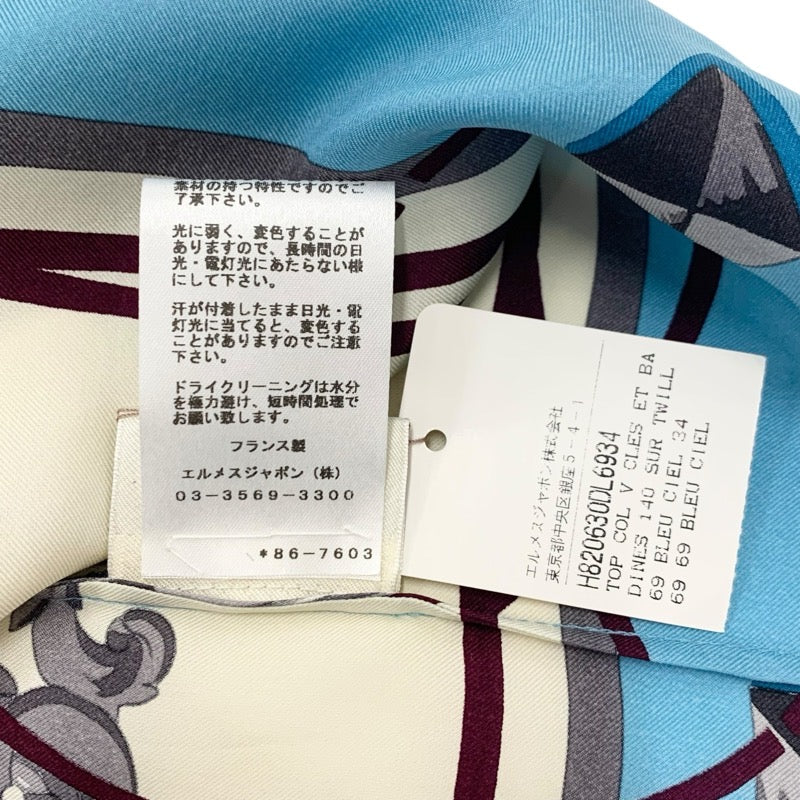 素材の持つ特性ですのでご
了承下さい。
光に弱く、変色することが
ありますので、長時間の日
光・電灯光にあたらない様
にして下さい。
汗が付着したまま日光・電
灯光に当てると、変色する
ことがありますのでご注意
下さい。
ドライクリーニングは水分
を極力避け、短時間処理で
お願い致します。
フランス製
エルメスジャポン(株)
03-3569-3300
*86-7603
エルメスジャポン株式会社
東京都中央区銀座5-4-1
H820630DL6934
TOP COL V CLES ET BA
DINES 140 SUR TWILL
69 BLEU CIEL 34
69 69 BLEU CIEL